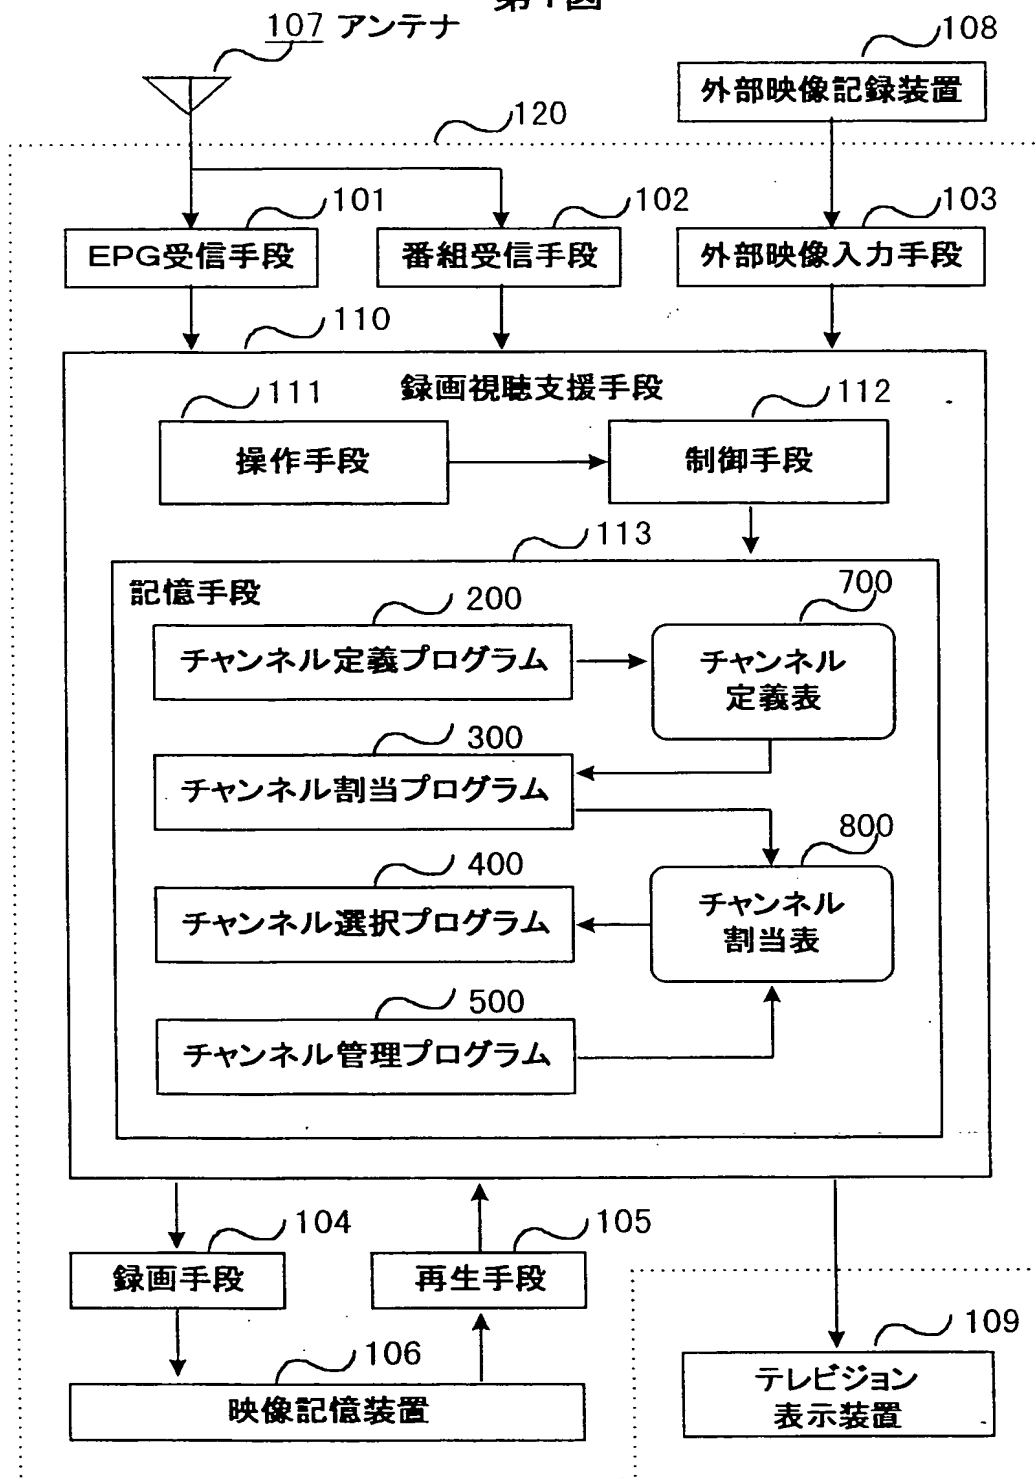 第1図
107 アンテナ
108
外部映像記録装置
120
101
102
103
EPG受信手段
番組受信手段
外部映像入力手段
110
録画視聴支援手段
111
112
操作手段
制御手段
113
記憶手段
200
700
チャンネル定義プログラム
チャンネル
定義表
300
チャンネル割当プログラム
800
400
チャンネル
割当表
チャンネル選択プログラム
500
チャンネル管理プログラム
104
105
録画手段
再生手段
109
106
テレビジョン
表示装置
映像記憶装置